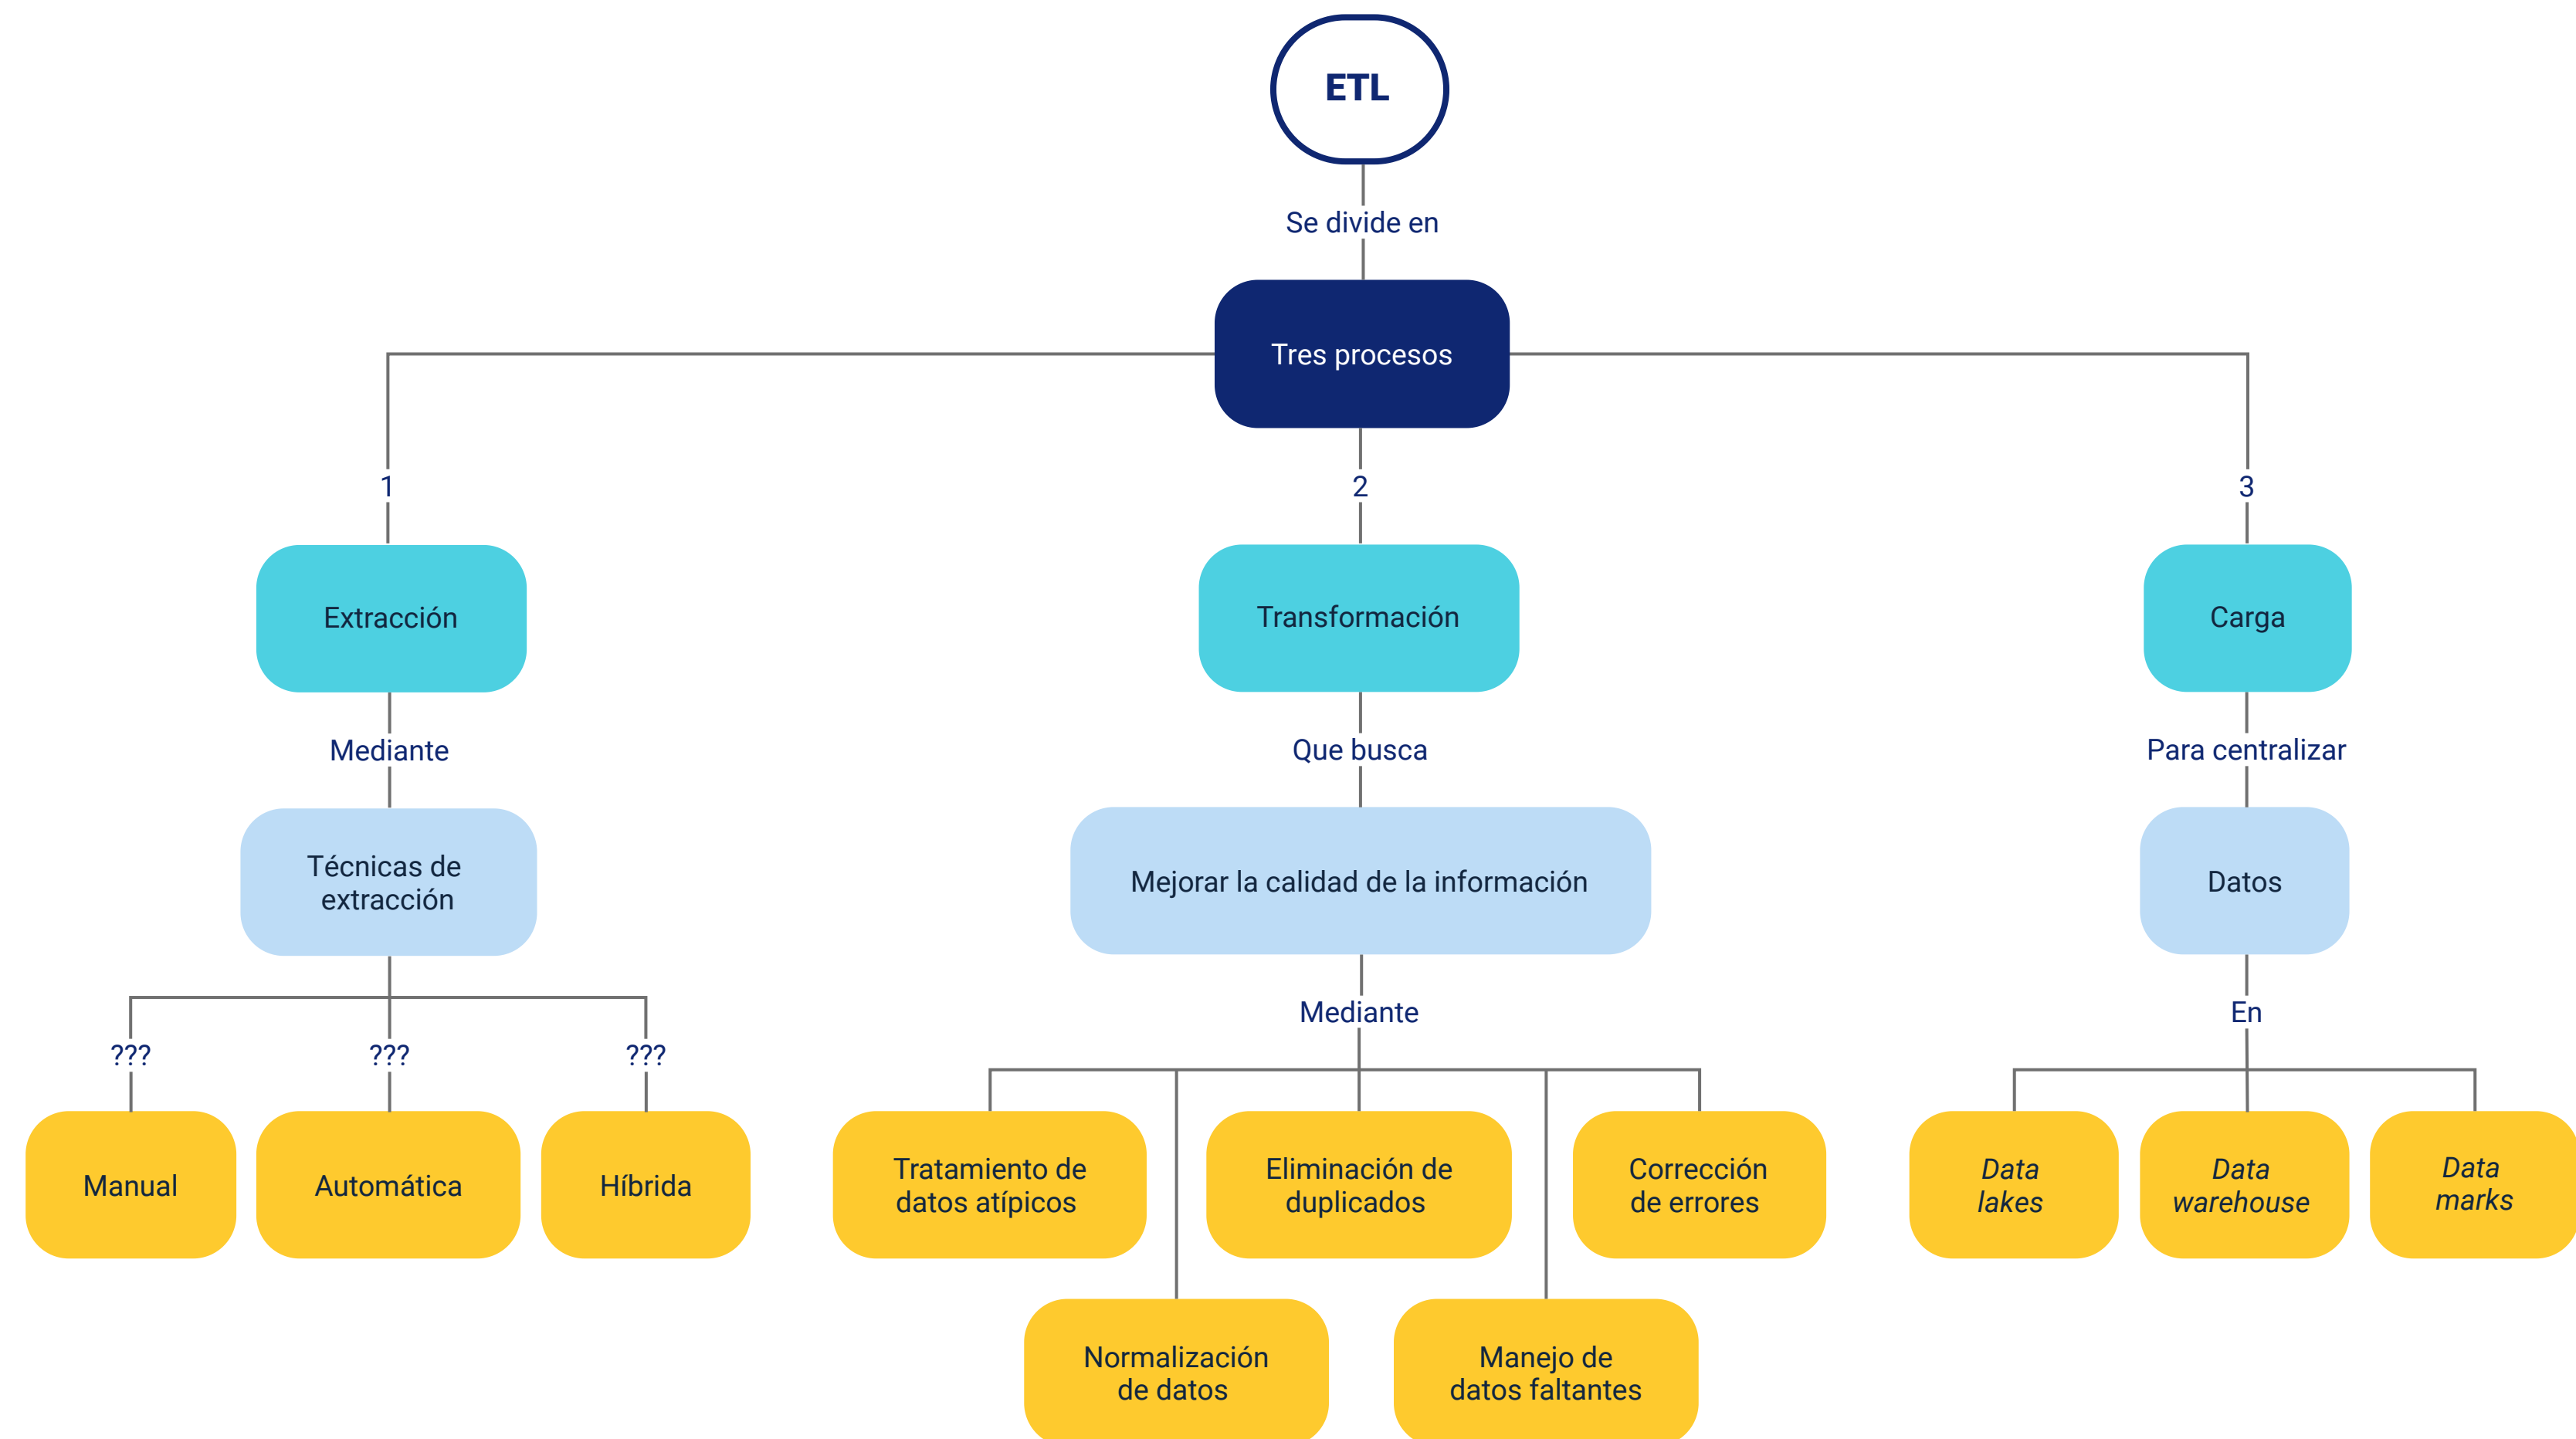 ETL
Se divide en
Tres procesos
1
2
3
Extracción
Transformación
Carga
Mediante
Que busca
Para centralizar
Técnicas de
extracción
Mejorar la calidad de la información
Datos
Mediante
En
???
???
???
Manual
Automática
Híbrida
Tratamiento de
datos atípicos
Eliminación de
duplicados
Corrección
de errores
Data
lakes
Data
warehouse
Data
marks
Normalización
de datos
Manejo de
datos faltantes